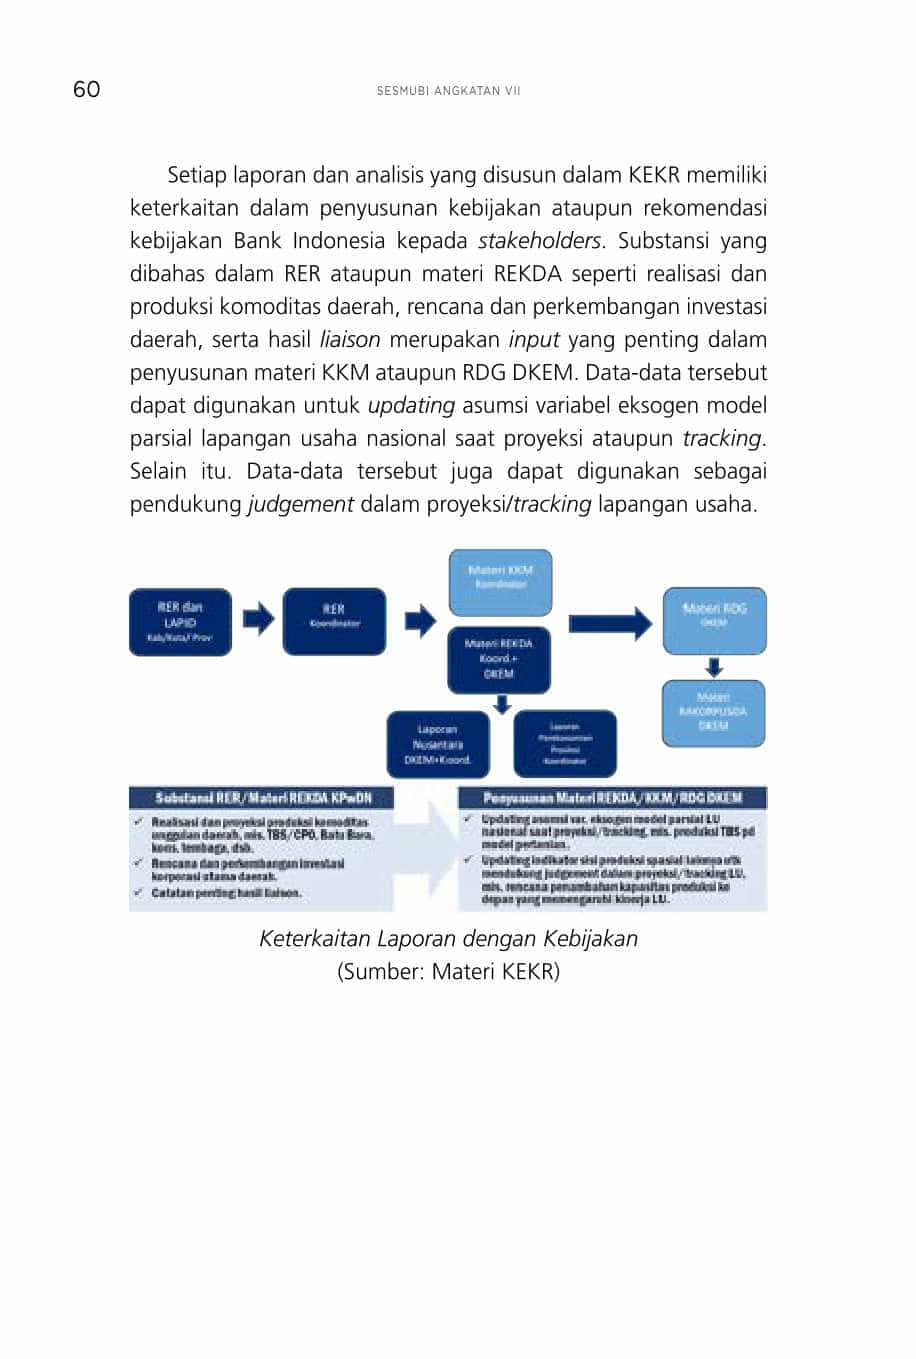 60
SESMUBI ANGKATAN VII
Setiap laporan dan analisis yang disusun dalam KEKR memiliki
keterkaitan dalam penyusunan kebijakan ataupun rekomendasi
kebijakan Bank Indonesia kepada stakeholders. Substansi yang
dibahas dalam RER ataupun materi REKDA seperti realisasi dan
produksi komoditas daerah, rencana dan perkembangan investasi
daerah, serta hasil liaison merupakan input yang penting dalam
penyusunan materi KKM ataupun RDG DKEM. Data-data tersebut
dapat digunakan untuk updating asumsi variabel eksogen model
parsial lapangan usaha nasional saat proyeksi ataupun tracking.
Selain itu. Data-data tersebut juga dapat digunakan sebagai
pendukung judgement dalam proyeksi/tracking lapangan usaha.
RER dan
LAPID
Kab/Kota/ Prov
RER
Koordinator
Materi KKM
Koordinator
Materi REKDA
Koord.+
DKEM
Laporan
Nusantara
DKEM+Koord.
Laporan
Perekonomian
Provinsi
Koordinator
Materi RDG
DKEM
Materi
RAKORPUSDA
DKEM
Substansi RER/Materi REKDA KPwDN
✓ Realisasi dan proyeksi produksi komoditas
unggulan daerah, mis. TBS/CPO, Batu Bara,
kons. tembaga, dsb.
✓ Rencana dan perkembangan investasi
korporasi utama daerah.
✓ Catatan penting hasil liaison.
Penyusunan Materi REKDA/KKM/RDG DKEM
✓ Updating asumsi var. eksogen model parsial LU
nasional saat proyeksi/tracking, mis. produksi TBS pd
model pertanian.
✓ Updating indikator sisi produksi spasial lainnya utk
mendukung judgement dalam proyeksi/tracking LU,
mis. rencana penambahan kapasitas produksi ke
depan yang memengaruhi kinerja LU.
Keterkaitan Laporan dengan Kebijakan
(Sumber: Materi KEKR)